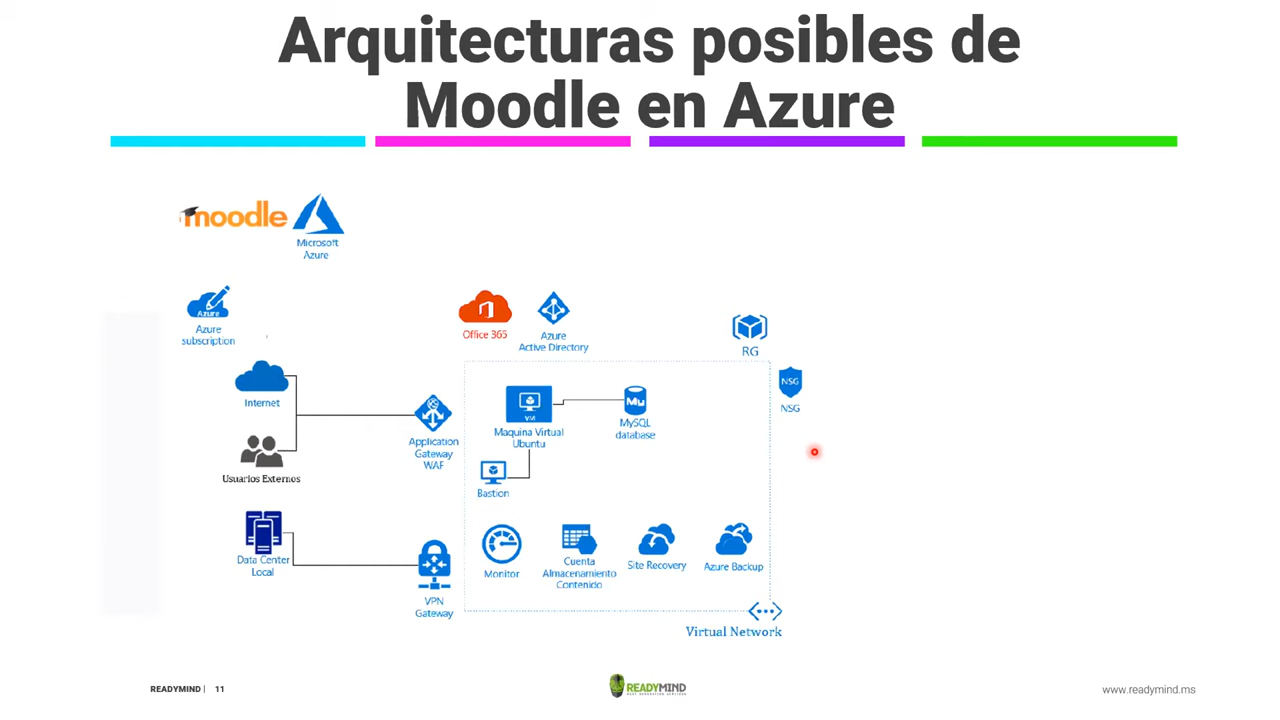 Arquitecturas posibles de
Moodle en Azure
moodle
Microsoft
Azure
Azure
Azure
subscription
Office 365
Azure
Active Directory
RG
NSG
NSG
Internet
Usuarios Externos
Application
Gateway
WAF
VM
Maquina Virtual
Ubuntu
My
MySQL
database
Bastion
Data Center
Local
VPN
Gateway
Monitor
Cuenta
Almacenamiento
Contenido
Site Recovery
Azure Backup
Virtual Network
READYMIND | 11
READYMIND
www.readymind.ms